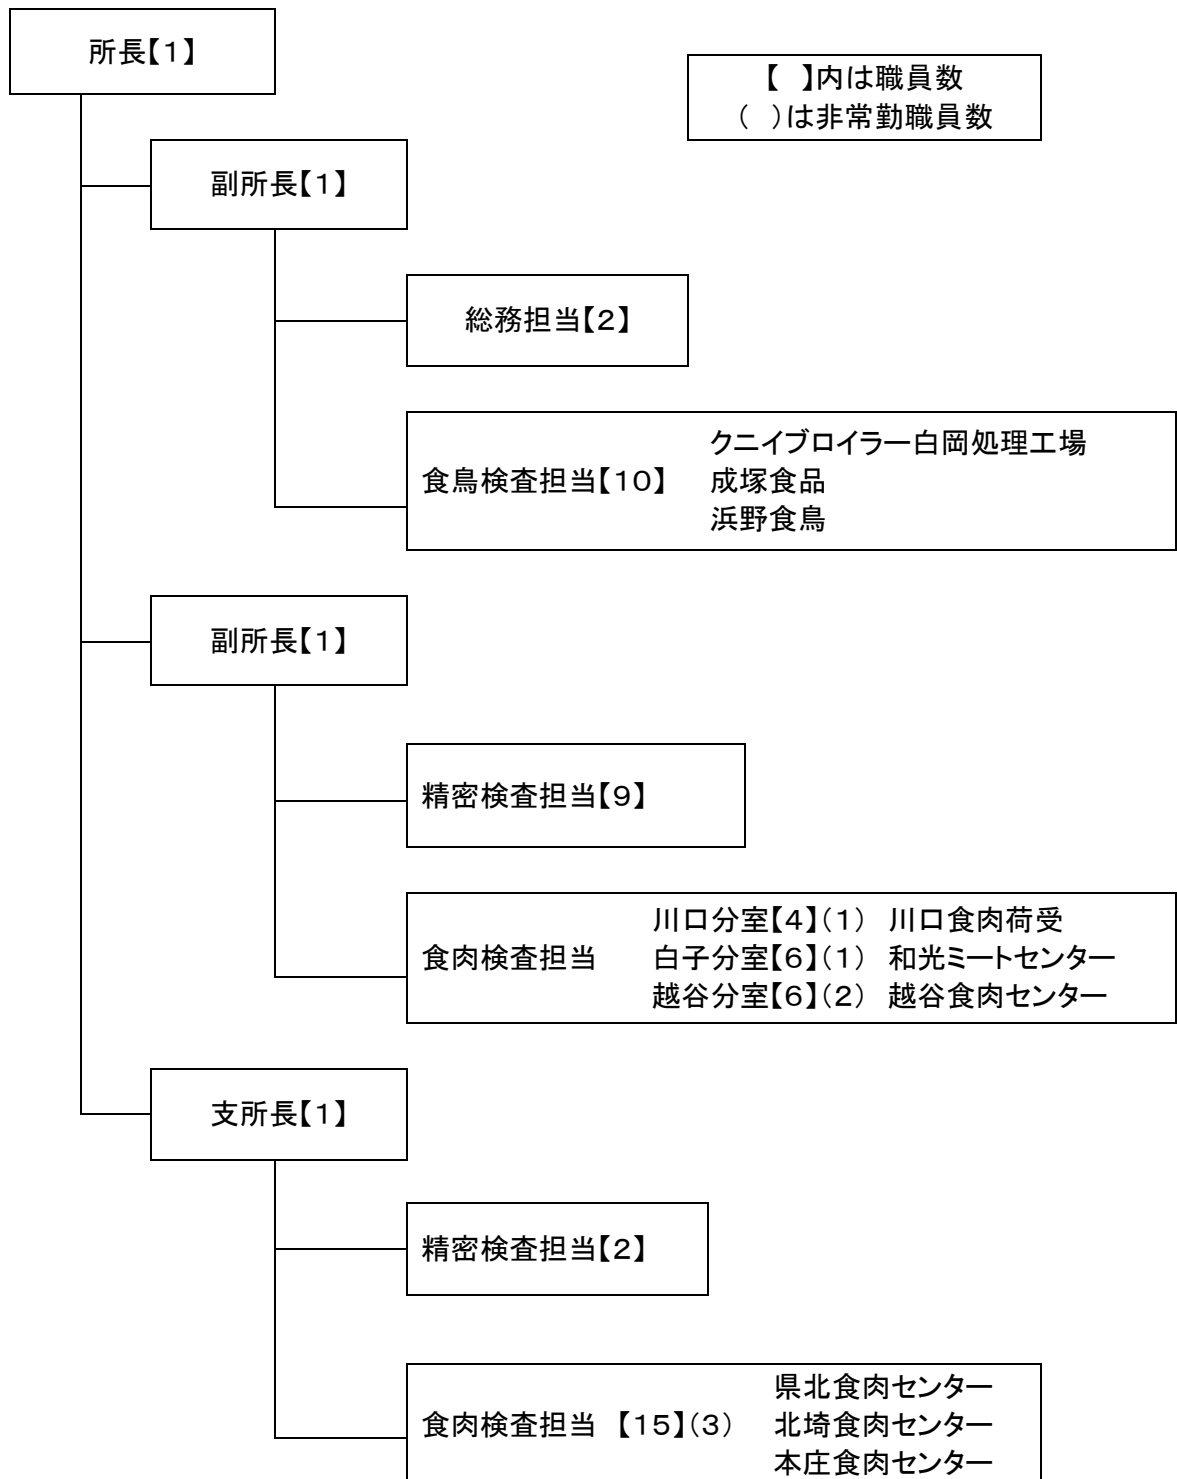 所長【１】
【　】内は職員数
（　）は非常勤職員数
副所長【１】
総務担当【２】
クニイブロイラー白岡処理工場
食鳥検査担当【１０】　成塚食品
浜野食鳥
副所長【１】
精密検査担当【９】
川口分室【４】（１）　川口食肉荷受
食肉検査担当　白子分室【６】（１）　和光ミートセンター
越谷分室【６】（２）　越谷食肉センター
支所長【１】
精密検査担当【２】
県北食肉センター
食肉検査担当　【１５】（３）　北埼食肉センター
本庄食肉センター